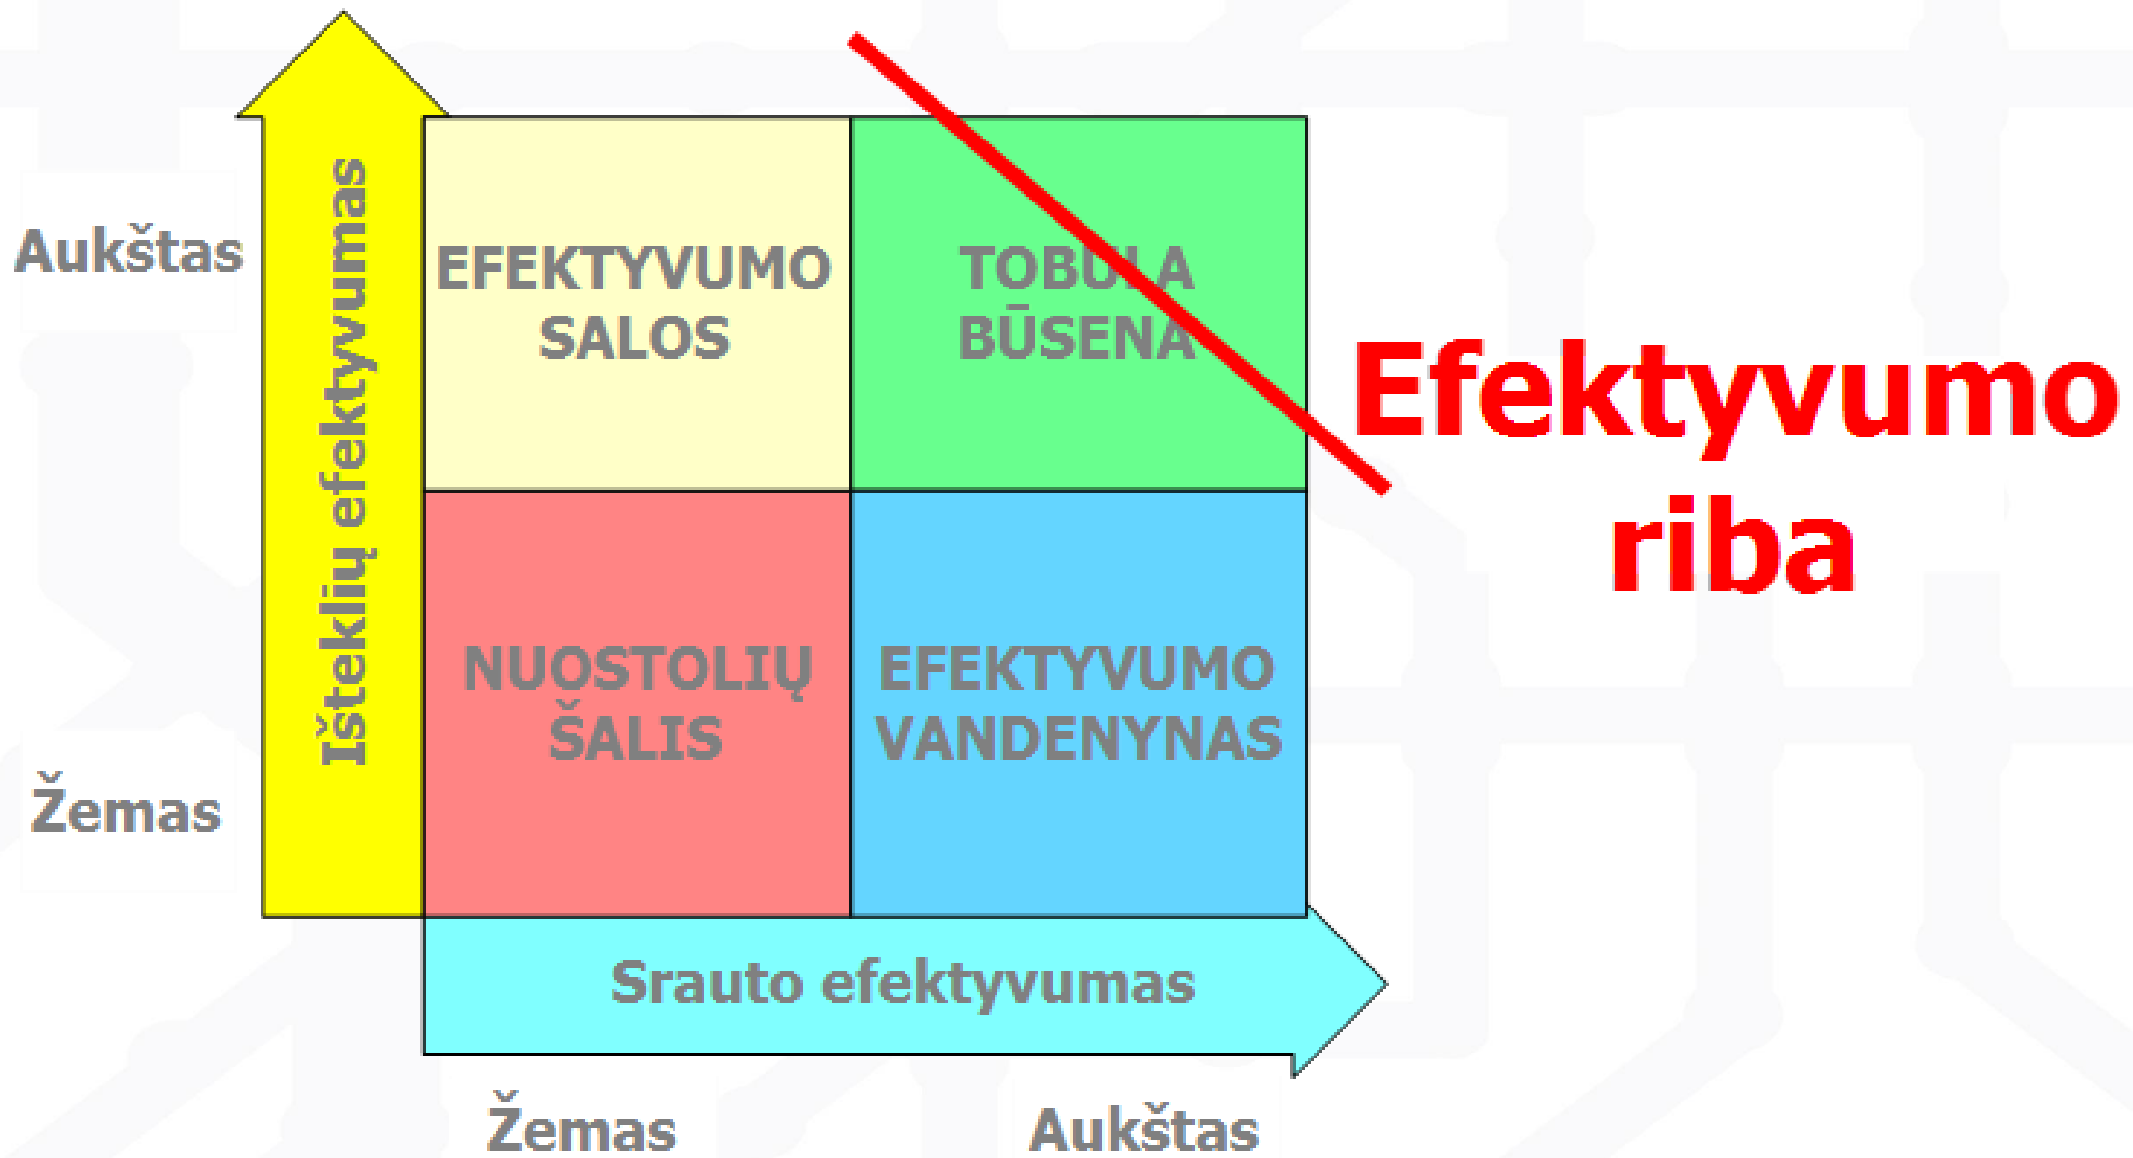 Aukštas
Išteklių efektyvumas
EFEKTYVUMO
SALOS
TOBULA
BŪSENA
Efektyvumo
riba
NUOSTOLIŲ
ŠALIS
EFEKTYVUMO
VANDENYNAS
Žemas
Srauto efektyvumas
Žemas
Aukštas